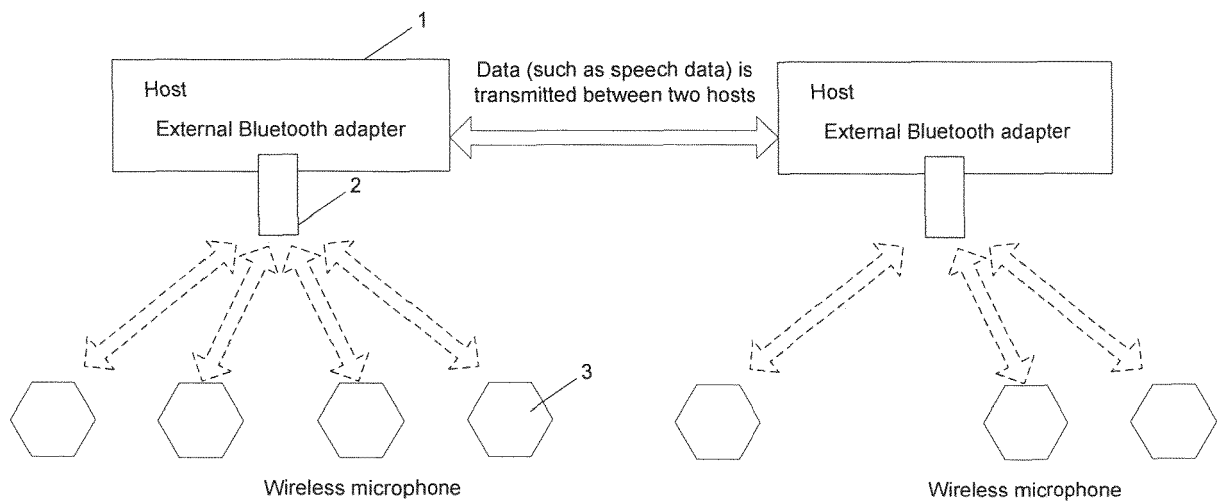 1
Host
External Bluetooth adapter
2
Data (such as speech data) is
transmitted between two hosts
Host
External Bluetooth adapter
3
Wireless microphone
Wireless microphone